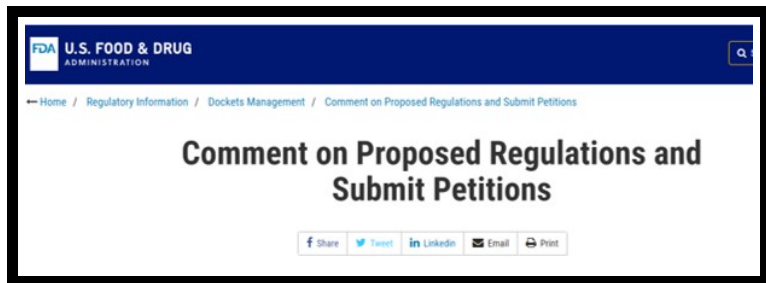 FDA U.S. FOOD & DRUG
ADMINISTRATION
Home / Regulatory Information / Dockets Management / Comment on Proposed Regulations and Submit Petitions
Comment on Proposed Regulations and
Submit Petitions
Share Tweet Linkedin Email Print